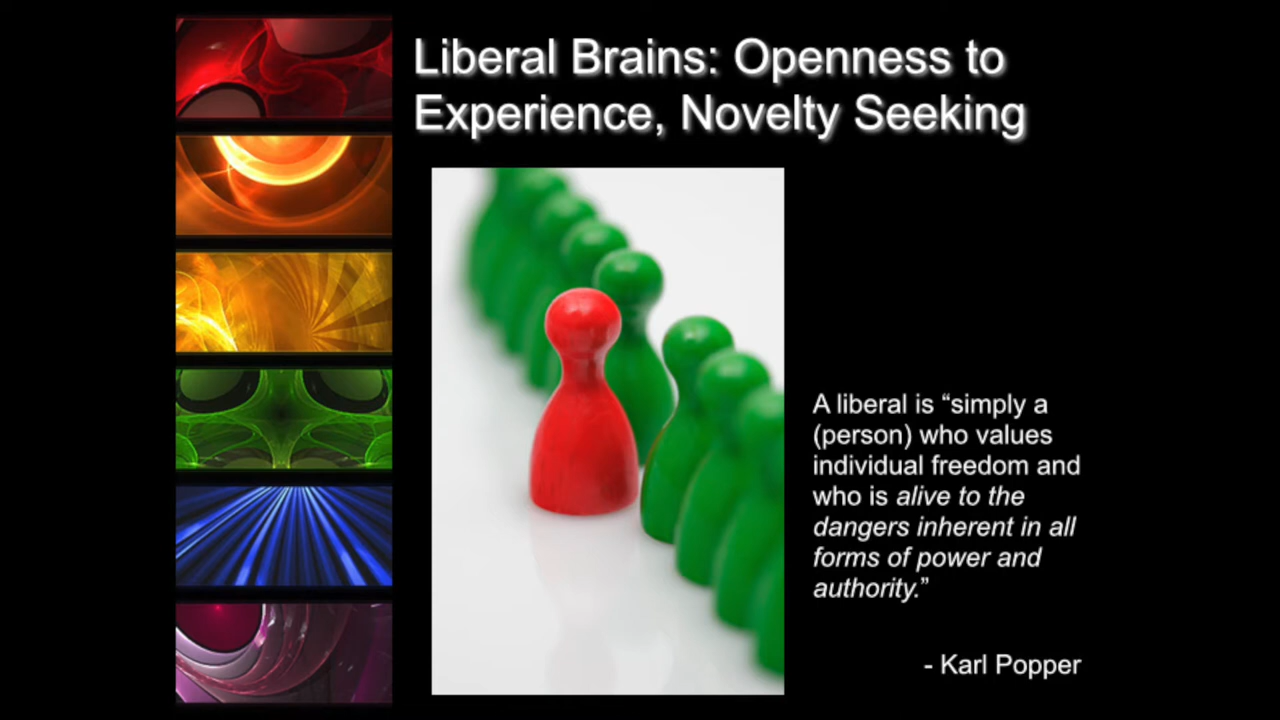 Liberal Brains: Openness to
Experience, Novelty Seeking
A liberal is “simply a
(person) who values
individual freedom and
who is alive to the
dangers inherent in all
forms of power and
authority.”
- Karl Popper